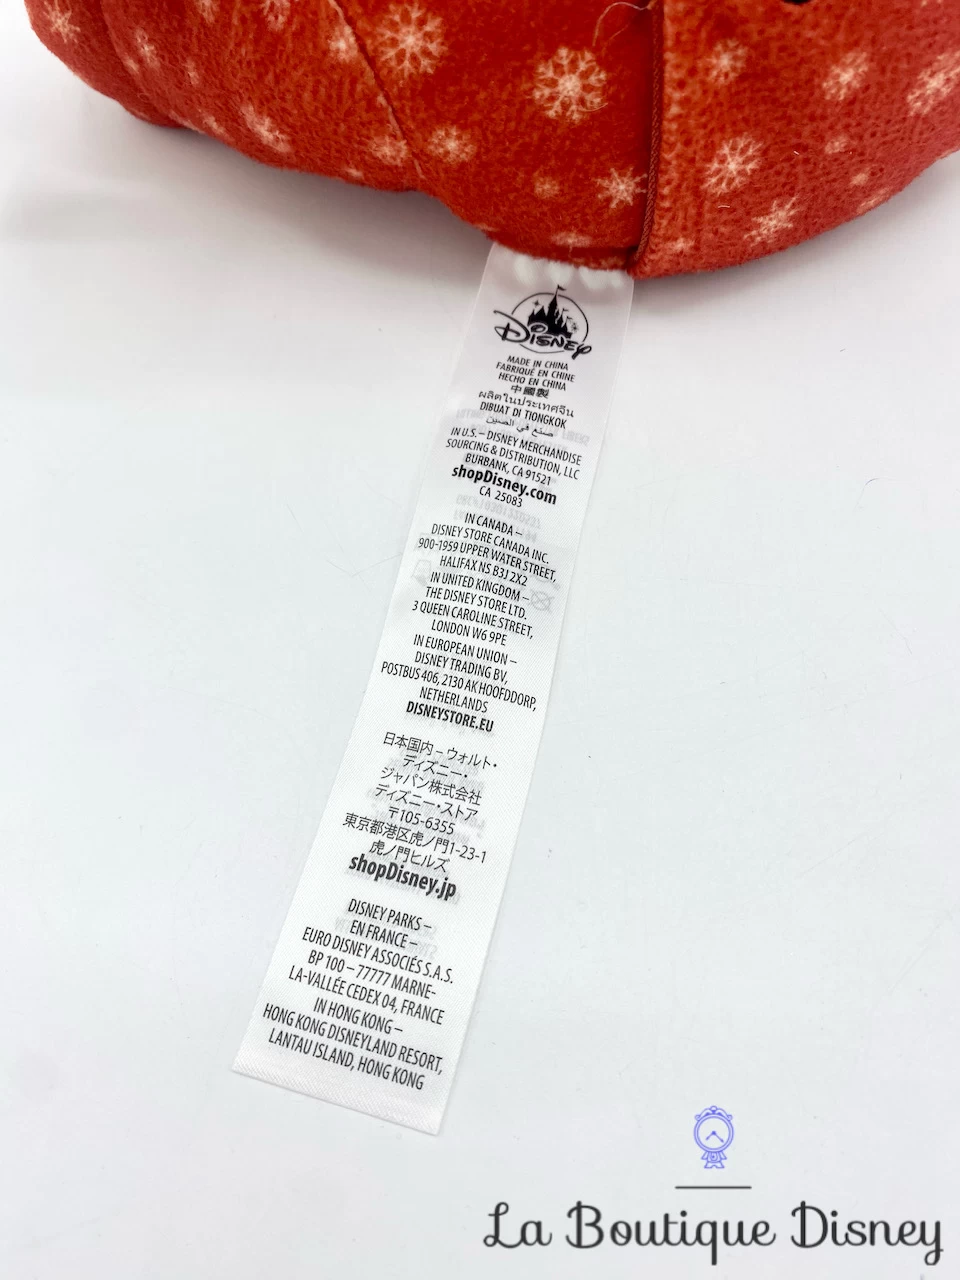 Disney
MADE IN CHINA
FABRIQUÉ EN CHINE
HECHO EN CHINA
中國製
ผลิตในประเทศจีน
DIBUAT DI TIONGKOK
صنع في الصين
IN U.S. – DISNEY MERCHANDISE
SOURCING & DISTRIBUTION, LLC
BURBANK, CA 91521
shopDisney.com
CA 25083
IN CANADA –
DISNEY STORE CANADA INC.
900-1959 UPPER WATER STREET,
HALIFAX NS B3J 2X2
IN UNITED KINGDOM –
THE DISNEY STORE LTD.
3 QUEEN CAROLINE STREET,
LONDON W6 9PE
IN EUROPEAN UNION –
DISNEY TRADING BV,
POSTBUS 406, 2130 AK HOOFDDORP,
NETHERLANDS
DISNEYSTORE.EU
日本国内 – ウォルト・
ディズニー・
ジャパン株式会社
ディズニー・ストア
〒105-6355
東京都港区虎ノ門1-23-1
虎ノ門ヒルズ
shopDisney.jp
DISNEY PARKS –
EN FRANCE –
EURO DISNEY ASSOCIÉS S.A.S.
BP 100 – 77777 MARNE-
LA-VALLÉE CEDEX 04, FRANCE
IN HONG KONG –
HONG KONG DISNEYLAND RESORT,
LANTAU ISLAND, HONG KONG
La Boutique Disney